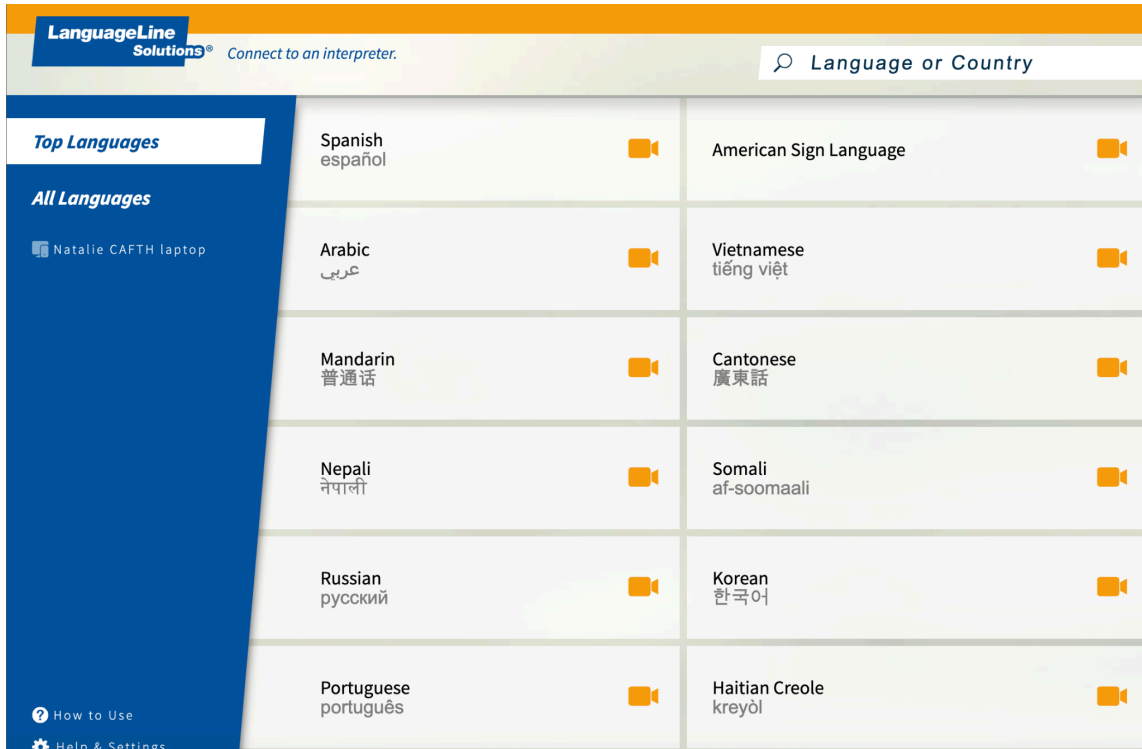 LanguageLine
Solutions®
Connect to an interpreter.
Language or Country
Top Languages
All Languages
Natalie CAFTH laptop
How to Use
Help & Settings
Spanish
español
American Sign Language
Arabic
عربي
Vietnamese
tiếng việt
Mandarin
普通话
Cantonese
廣東話
Nepali
नेपाली
Somali
af-soomaali
Russian
русский
Korean
한국어
Portuguese
português
Haitian Creole
kreyòl